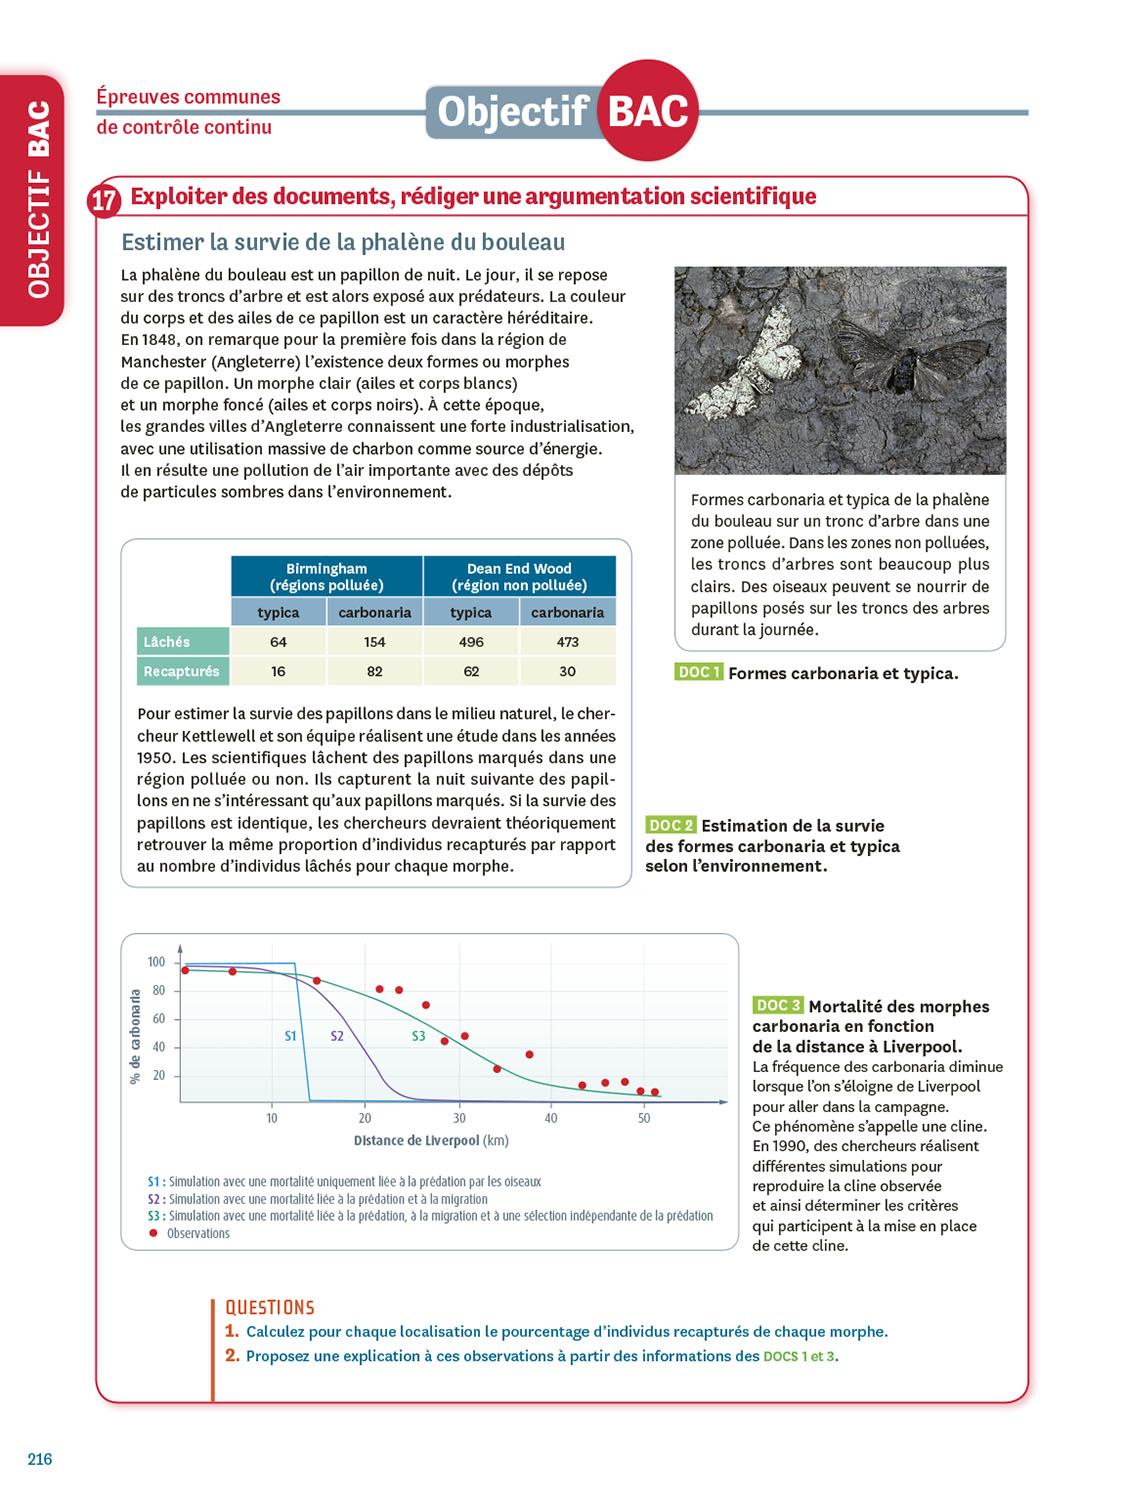 OBJECTIF BAC
Épreuves communes
de contrôle continu
Objectif BAC
17 Exploiter des documents, rédiger une argumentation scientifique
Estimer la survie de la phalène du bouleau
La phalène du bouleau est un papillon de nuit. Le jour, il se repose
sur des troncs d’arbre et est alors exposé aux prédateurs. La couleur
du corps et des ailes de ce papillon est un caractère héréditaire.
En 1848, on remarque pour la première fois dans la région de
Manchester (Angleterre) l’existence deux formes ou morphes
de ce papillon. Un morphe clair (ailes et corps blancs)
et un morphe foncé (ailes et corps noirs). À cette époque,
les grandes villes d’Angleterre connaissent une forte industrialisation,
avec une utilisation massive de charbon comme source d’énergie.
Il en résulte une pollution de l’air importante avec des dépôts
de particules sombres dans l’environnement.
Formes carbonaria et typica de la phalène
du bouleau sur un tronc d’arbre dans une
zone polluée. Dans les zones non polluées,
les troncs d’arbres sont beaucoup plus
clairs. Des oiseaux peuvent se nourrir de
papillons posés sur les troncs des arbres
durant la journée.
DOC 1 Formes carbonaria et typica.
Birmingham Dean End Wood
(régions polluée) (région non polluée)
typica carbonaria typica carbonaria
Lâchés 64 154 496 473
Recapturés 16 82 62 30
Pour estimer la survie des papillons dans le milieu naturel, le cher-
cheur Kettlewell et son équipe réalisent une étude dans les années
1950. Les scientifiques lâchent des papillons marqués dans une
région polluée ou non. Ils capturent la nuit suivante des papil-
lons en ne s’intéressant qu’aux papillons marqués. Si la survie des
papillons est identique, les chercheurs devraient théoriquement
retrouver la même proportion d’individus recapturés par rapport
au nombre d’individus lâchés pour chaque morphe.
DOC 2 Estimation de la survie
des formes carbonaria et typica
selon l’environnement.
% de carbonaria
100
80
60
40
20
S1 S2 S3
10 20 30 40 50
Distance de Liverpool (km)
S1 : Simulation avec une mortalité uniquement liée à la prédation par les oiseaux
S2 : Simulation avec une mortalité liée à la prédation et à la migration
S3 : Simulation avec une mortalité liée à la prédation, à la migration et à une sélection indépendante de la prédation
Observations
DOC 3 Mortalité des morphes
carbonaria en fonction
de la distance à Liverpool.
La fréquence des carbonaria diminue
lorsque l’on s’éloigne de Liverpool
pour aller dans la campagne.
Ce phénomène s’appelle une cline.
En 1990, des chercheurs réalisent
différentes simulations pour
reproduire la cline observée
et ainsi déterminer les critères
qui participent à la mise en place
de cette cline.
QUESTIONS
1. Calculez pour chaque localisation le pourcentage d’individus recapturés de chaque morphe.
2. Proposez une explication à ces observations à partir des informations des DOCS 1 et 3.
216